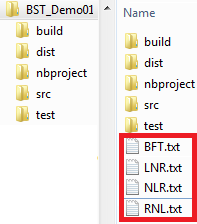 BST_Demo01
build
dist
nbproject
src
test
build
dist
nbproject
src
test
BFT.txt
LNR.txt
NLR.txt
RNL.txt